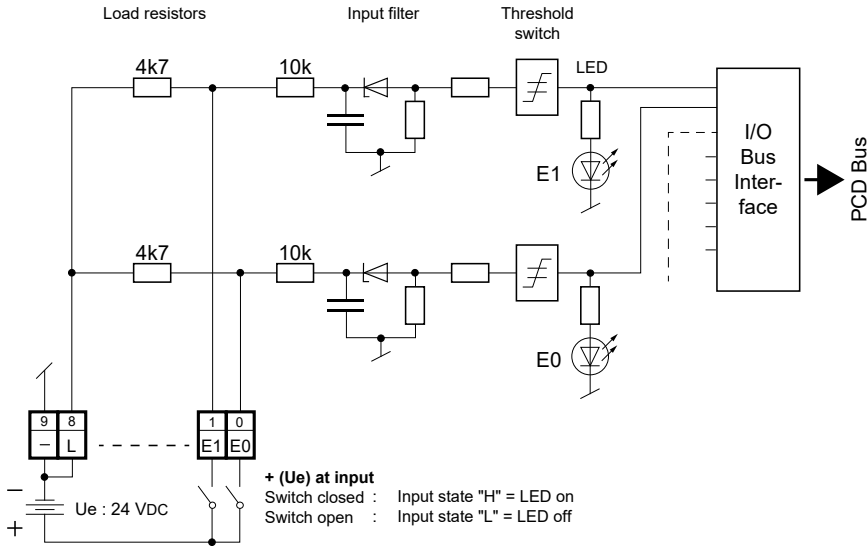 Load resistors Input filter Threshold
switch
4k7 10k LED
E1
I/O
Bus
Inter-
face
PCD Bus
4k7 10k
E0
9 8 1 0
– L E1 E0
+ (Ue) at input
Switch closed : Input state "H" = LED on
Switch open : Input state "L" = LED off
–
+
Ue : 24 VDC